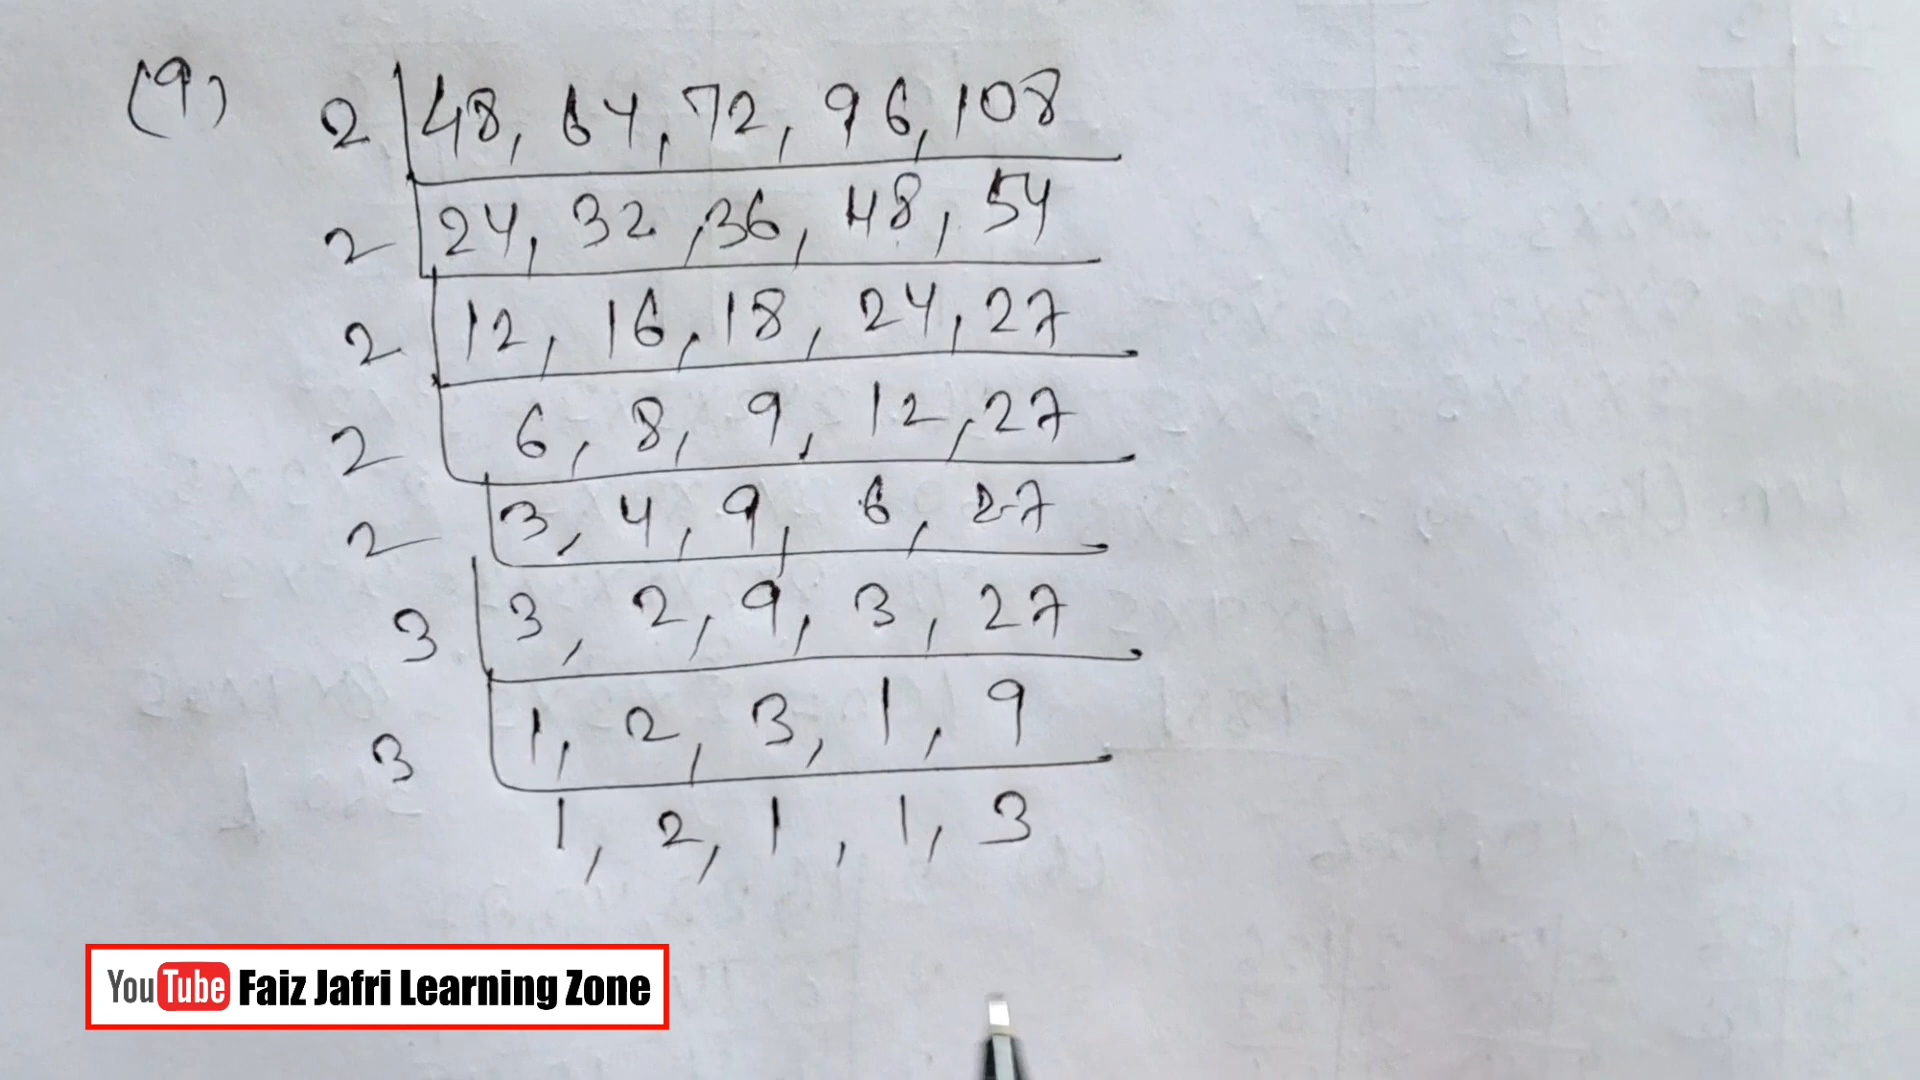 (9) 2 48, 64, 72, 96, 108
2 24, 32, 36, 48, 54
2 12, 16, 18, 24, 27
2 6, 8, 9, 12, 27
2 3, 4, 9, 6, 27
3 3, 2, 9, 3, 27
3 1, 2, 3, 1, 9
1, 2, 1, 1, 3
YouTube Faiz Jafri Learning Zone